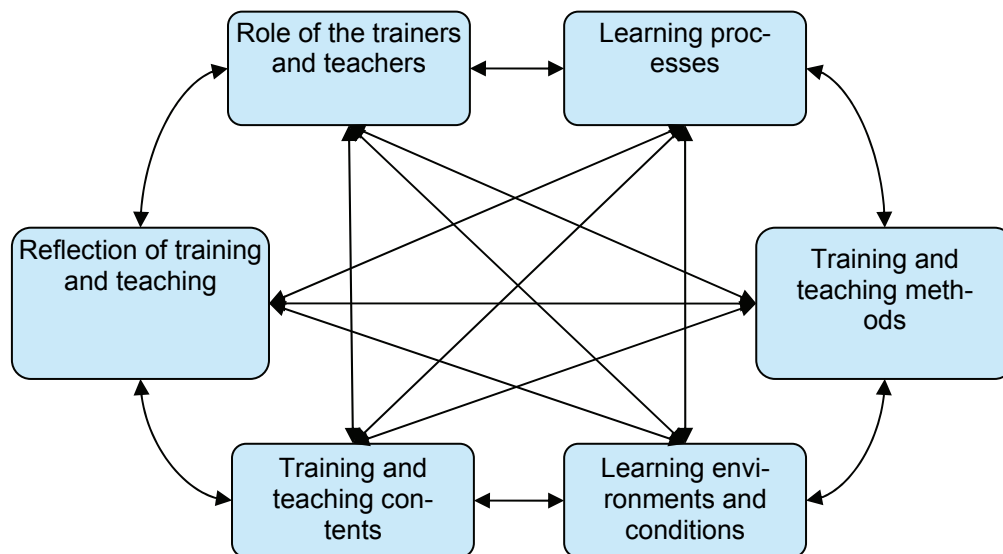 Role of the trainers
and teachers
Learning proc-
esses
Reflection of training
and teaching
Training and
teaching meth-
ods
Training and
teaching con-
tents
Learning envi-
ronments and
conditions